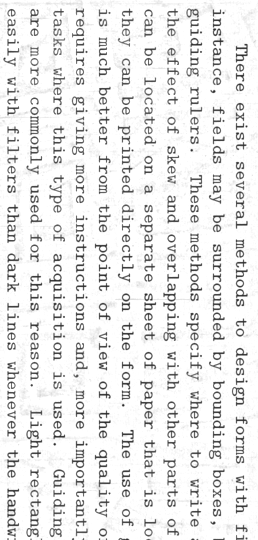 There exist several methods to design forms with fi
instance, fields may be surrounded by bounding boxes,
guiding rulers. These methods specify where to write
the effect of skew and overlapping with other parts of
can be located on a separate sheet of paper that is lo
they can be printed directly on the form. The use of g
is much better from the point of view of the quality o
requires giving more instructions and, more importantl
tasks where this type of acquisition is used. Guiding
are more commonly used for this reason. Light rectang
easily with filters than dark lines whenever the handw